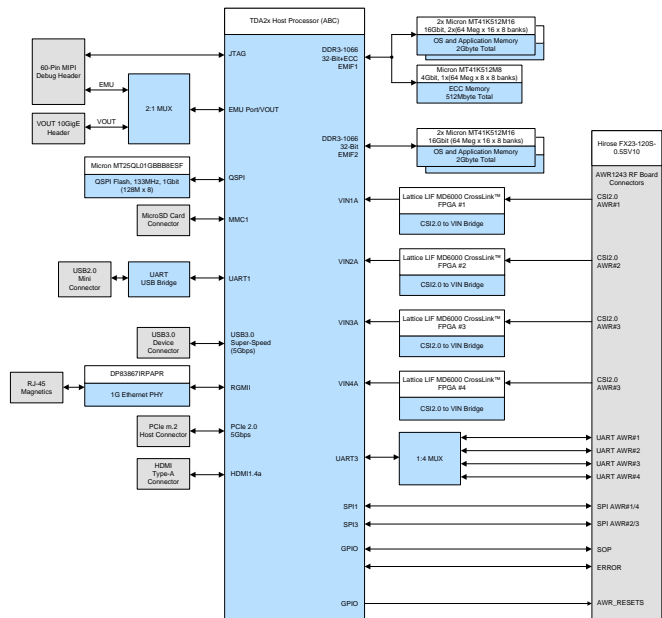 TDA2x Host Processor (ABC)
60-Pin MIPI
Debug Header
JTAG
EMU
2:1 MUX
EMU Port/VOUT
VOUT
VOUT 10GigE
Header
Micron MT25QL01GBBB8ESF
QSPI Flash, 133MHz, 1Gbit
(128M x 8)
QSPI
MicroSD Card
Connector
MMC1
USB2.0
Mini
Connector
UART
USB Bridge
UART1
USB3.0
Device
Connector
USB3.0
Super-Speed
(5Gbps)
DP83867IRPAPR
1G Ethernet PHY
RJ-45
Magnetics
RGMII
PCIe m.2
Host Connector
PCIe 2.0
5Gbps
HDMI
Type-A
Connector
HDMI1.4a
DDR3-1066
32-Bit+ECC
EMIF1
2x Micron MT41K512M16
16Gbit, 2x(64 Meg x 16 x 8 banks)
OS and Application Memory
2Gbyte Total
Micron MT41K512M8
4Gbit, 1x(64 Meg x 8 x 8 banks)
ECC Memory
512Mbyte Total
DDR3-1066
32-Bit
EMIF2
2x Micron MT41K512M16
16Gbit (64 Meg x 16 x 8 banks)
OS and Application Memory
2Gbyte Total
Hirose FX23-120S-
0.5SV10
AWR1243 RF Board
Connectors
VIN1A
Lattice LIF MD6000 CrossLink™
FPGA #1
CSI2.0 to VIN Bridge
CSI2.0
AWR#1
VIN2A
Lattice LIF MD6000 CrossLink™
FPGA #2
CSI2.0 to VIN Bridge
CSI2.0
AWR#2
VIN3A
Lattice LIF MD6000 CrossLink™
FPGA #3
CSI2.0 to VIN Bridge
CSI2.0
AWR#3
VIN4A
Lattice LIF MD6000 CrossLink™
FPGA #4
CSI2.0 to VIN Bridge
CSI2.0
AWR#3
UART3
1:4 MUX
UART AWR#1
UART AWR#2
UART AWR#3
UART AWR#4
SPI1
SPI AWR#1/4
SPI3
SPI AWR#2/3
GPIO
SOP
ERROR
GPIO
AWR_RESETS